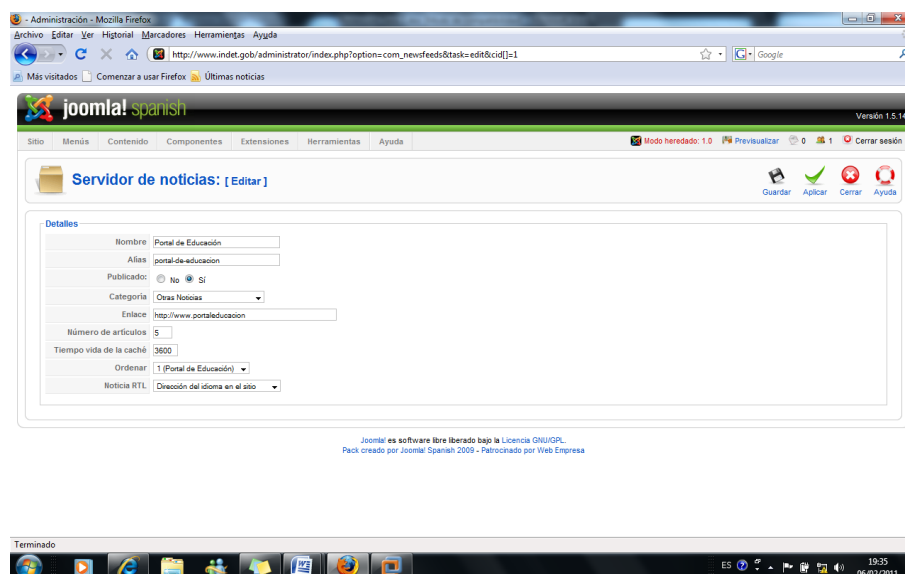 - Administración - Mozilla Firefox
Archivo Editar Ver Historial Marcadores Herramientas Ayuda
http://www.indet.gob/administrator/index.php?option=com_newsfeeds&task=edit&cid[]=1
G Google
Más visitados Comenzar a usar Firefox Últimas noticias
joomla! spanish
Versión 1.5.14
Sitio Menús Contenido Componentes Extensiones Herramientas Ayuda Modo heredado: 1.0 Previsualizar 0 1 Cerrar sesión
Servidor de noticias: [ Editar ]
Guardar Aplicar Cerrar Ayuda
Detalles
Nombre Portal de Educación
Alias portal-de-educacion
Publicado: No Sí
Categoría Otras Noticias
Enlace http://www.portaleducacion
Número de artículos 5
Tiempo vida de la caché 3600
Ordenar 1 (Portal de Educación)
Noticia RTL Dirección del idioma en el sitio
Joomla! es software libre liberado bajo la Licencia GNU/GPL.
Pack creado por Joomla! Spanish 2009 - Patrocinado por Web Empresa
Terminado
ES 19:35
06/02/2011